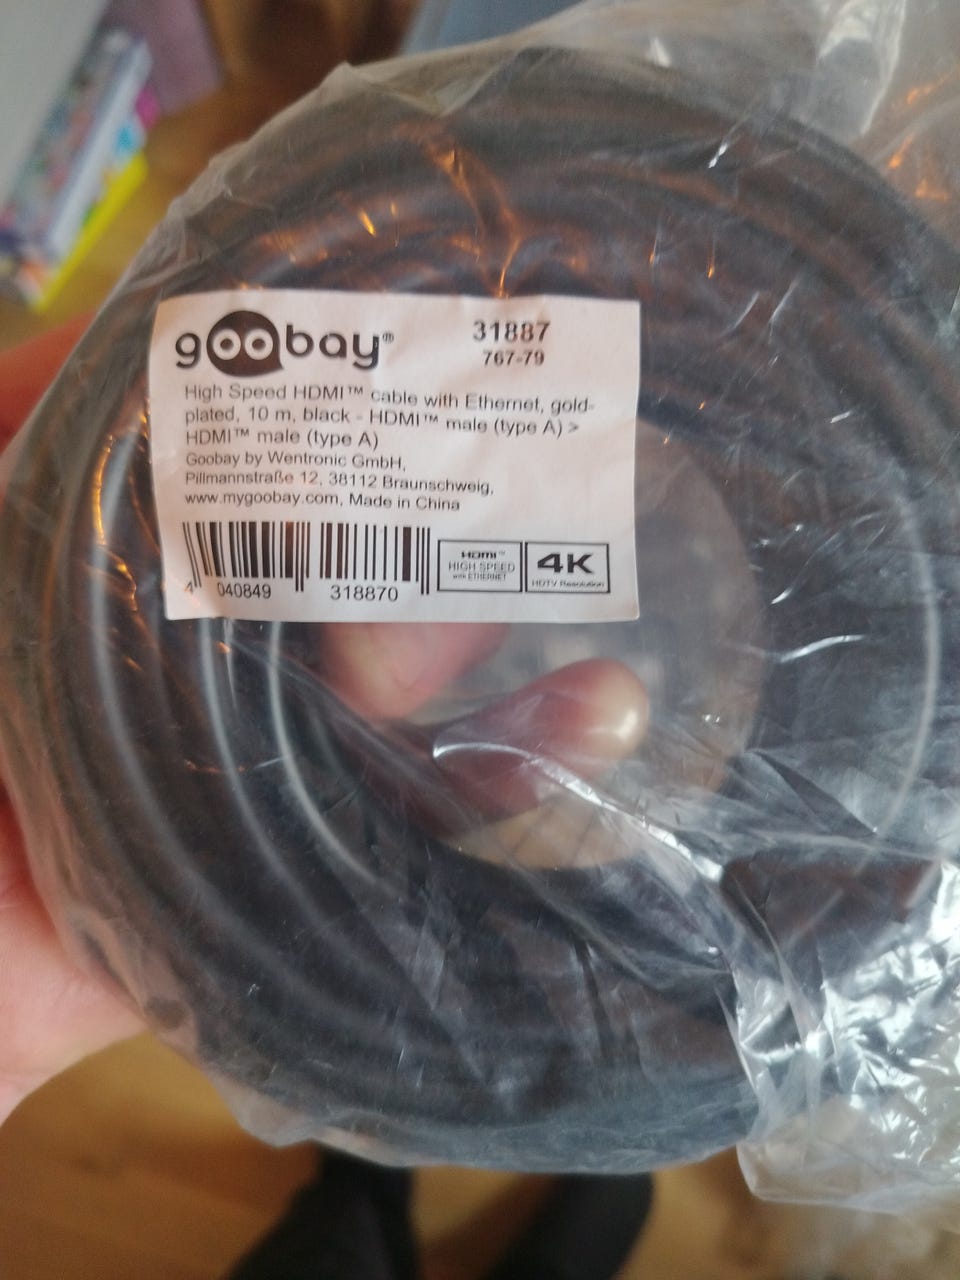 goobay®
31887
767-79
High Speed HDMI™ cable with Ethernet, gold-
plated, 10 m, black - HDMI™ male (type A) >
HDMI™ male (type A)
Goobay by Wentronic GmbH,
Pillmannstraße 12, 38112 Braunschweig,
www.mygoobay.com, Made in China
4 040849 318870
HDMI™
HIGH SPEED
with ETHERNET
4K
HDTV Resolution